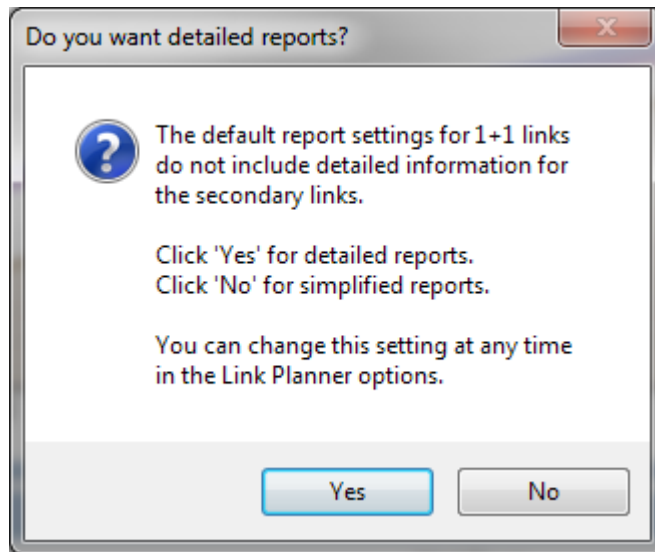 Do you want detailed reports?
The default report settings for 1+1 links
do not include detailed information for
the secondary links.
Click 'Yes' for detailed reports.
Click 'No' for simplified reports.
You can change this setting at any time
in the Link Planner options.
Yes
No